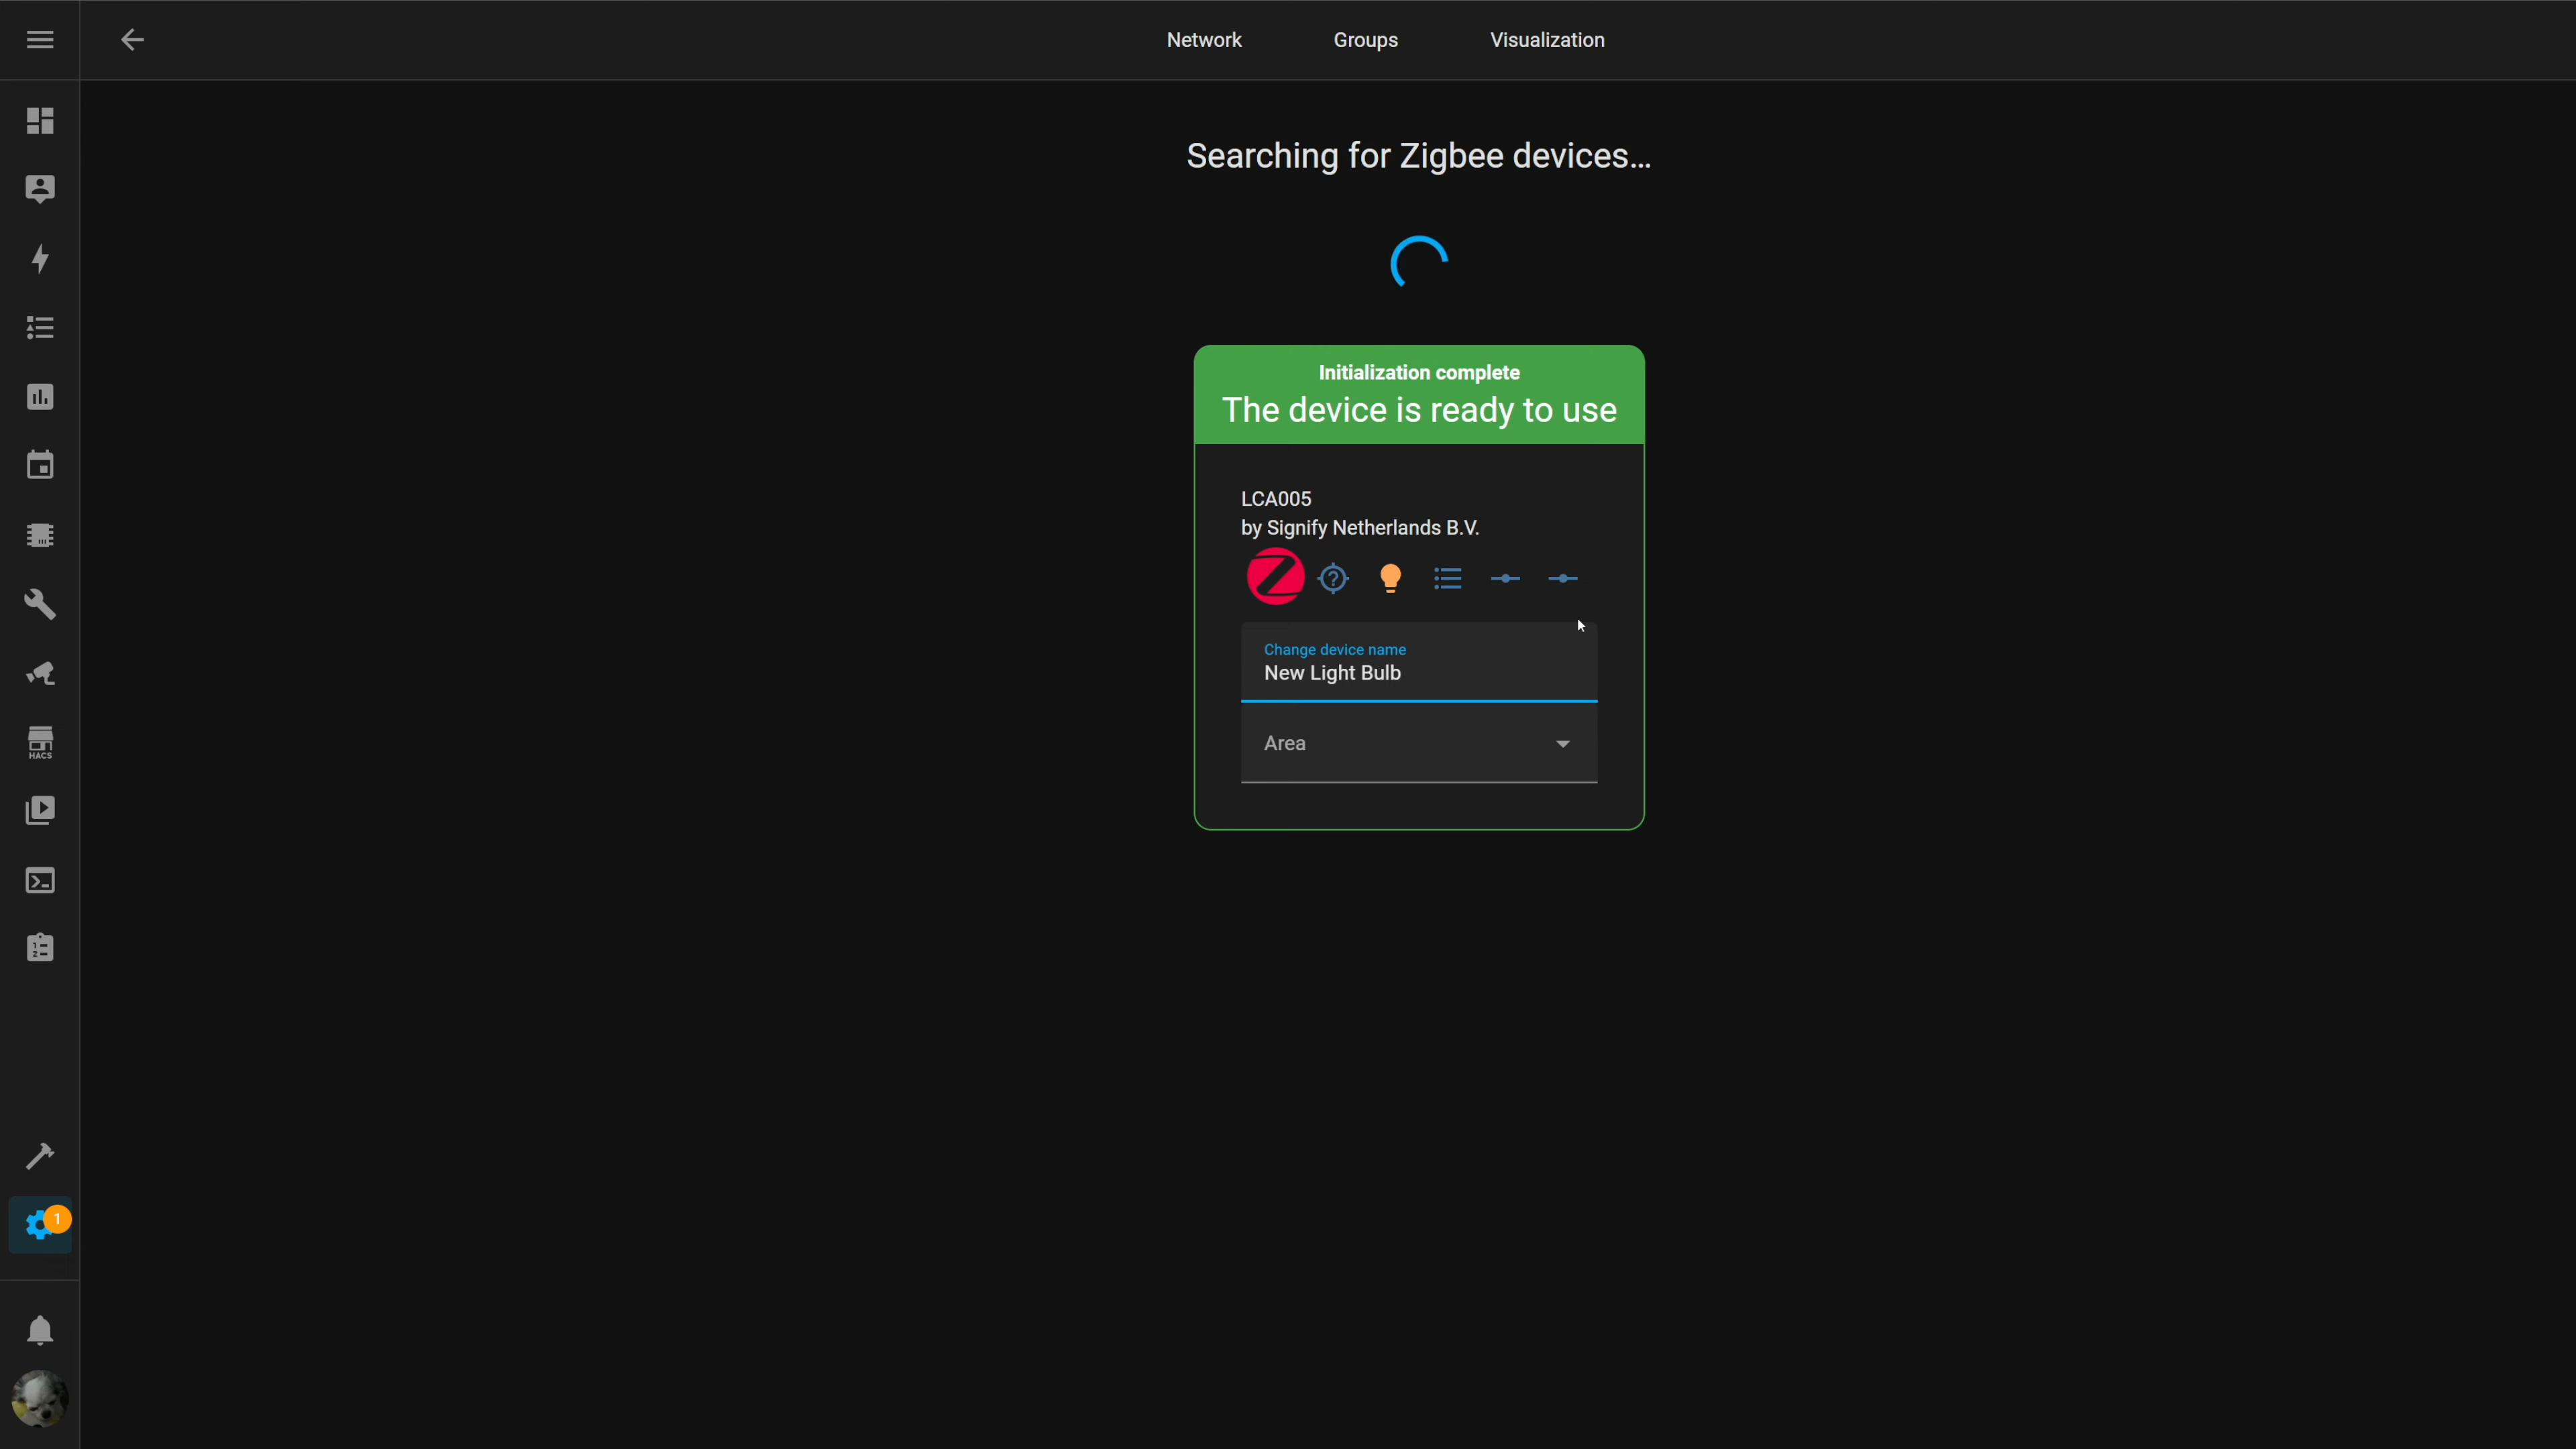 Network Groups Visualization
Searching for Zigbee devices...
Initialization complete
The device is ready to use
LCA005
by Signify Netherlands B.V.
Change device name
New Light Bulb
Area
HACS
1